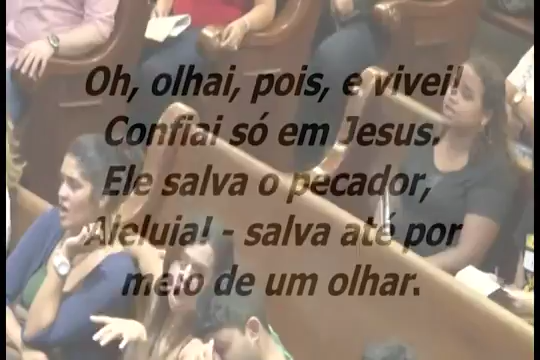 Oh, olhai, pois, e vivei!
Confiai só em Jesus.
Ele salva o pecador,
Aleluia! - salva até por
meio de um olhar.